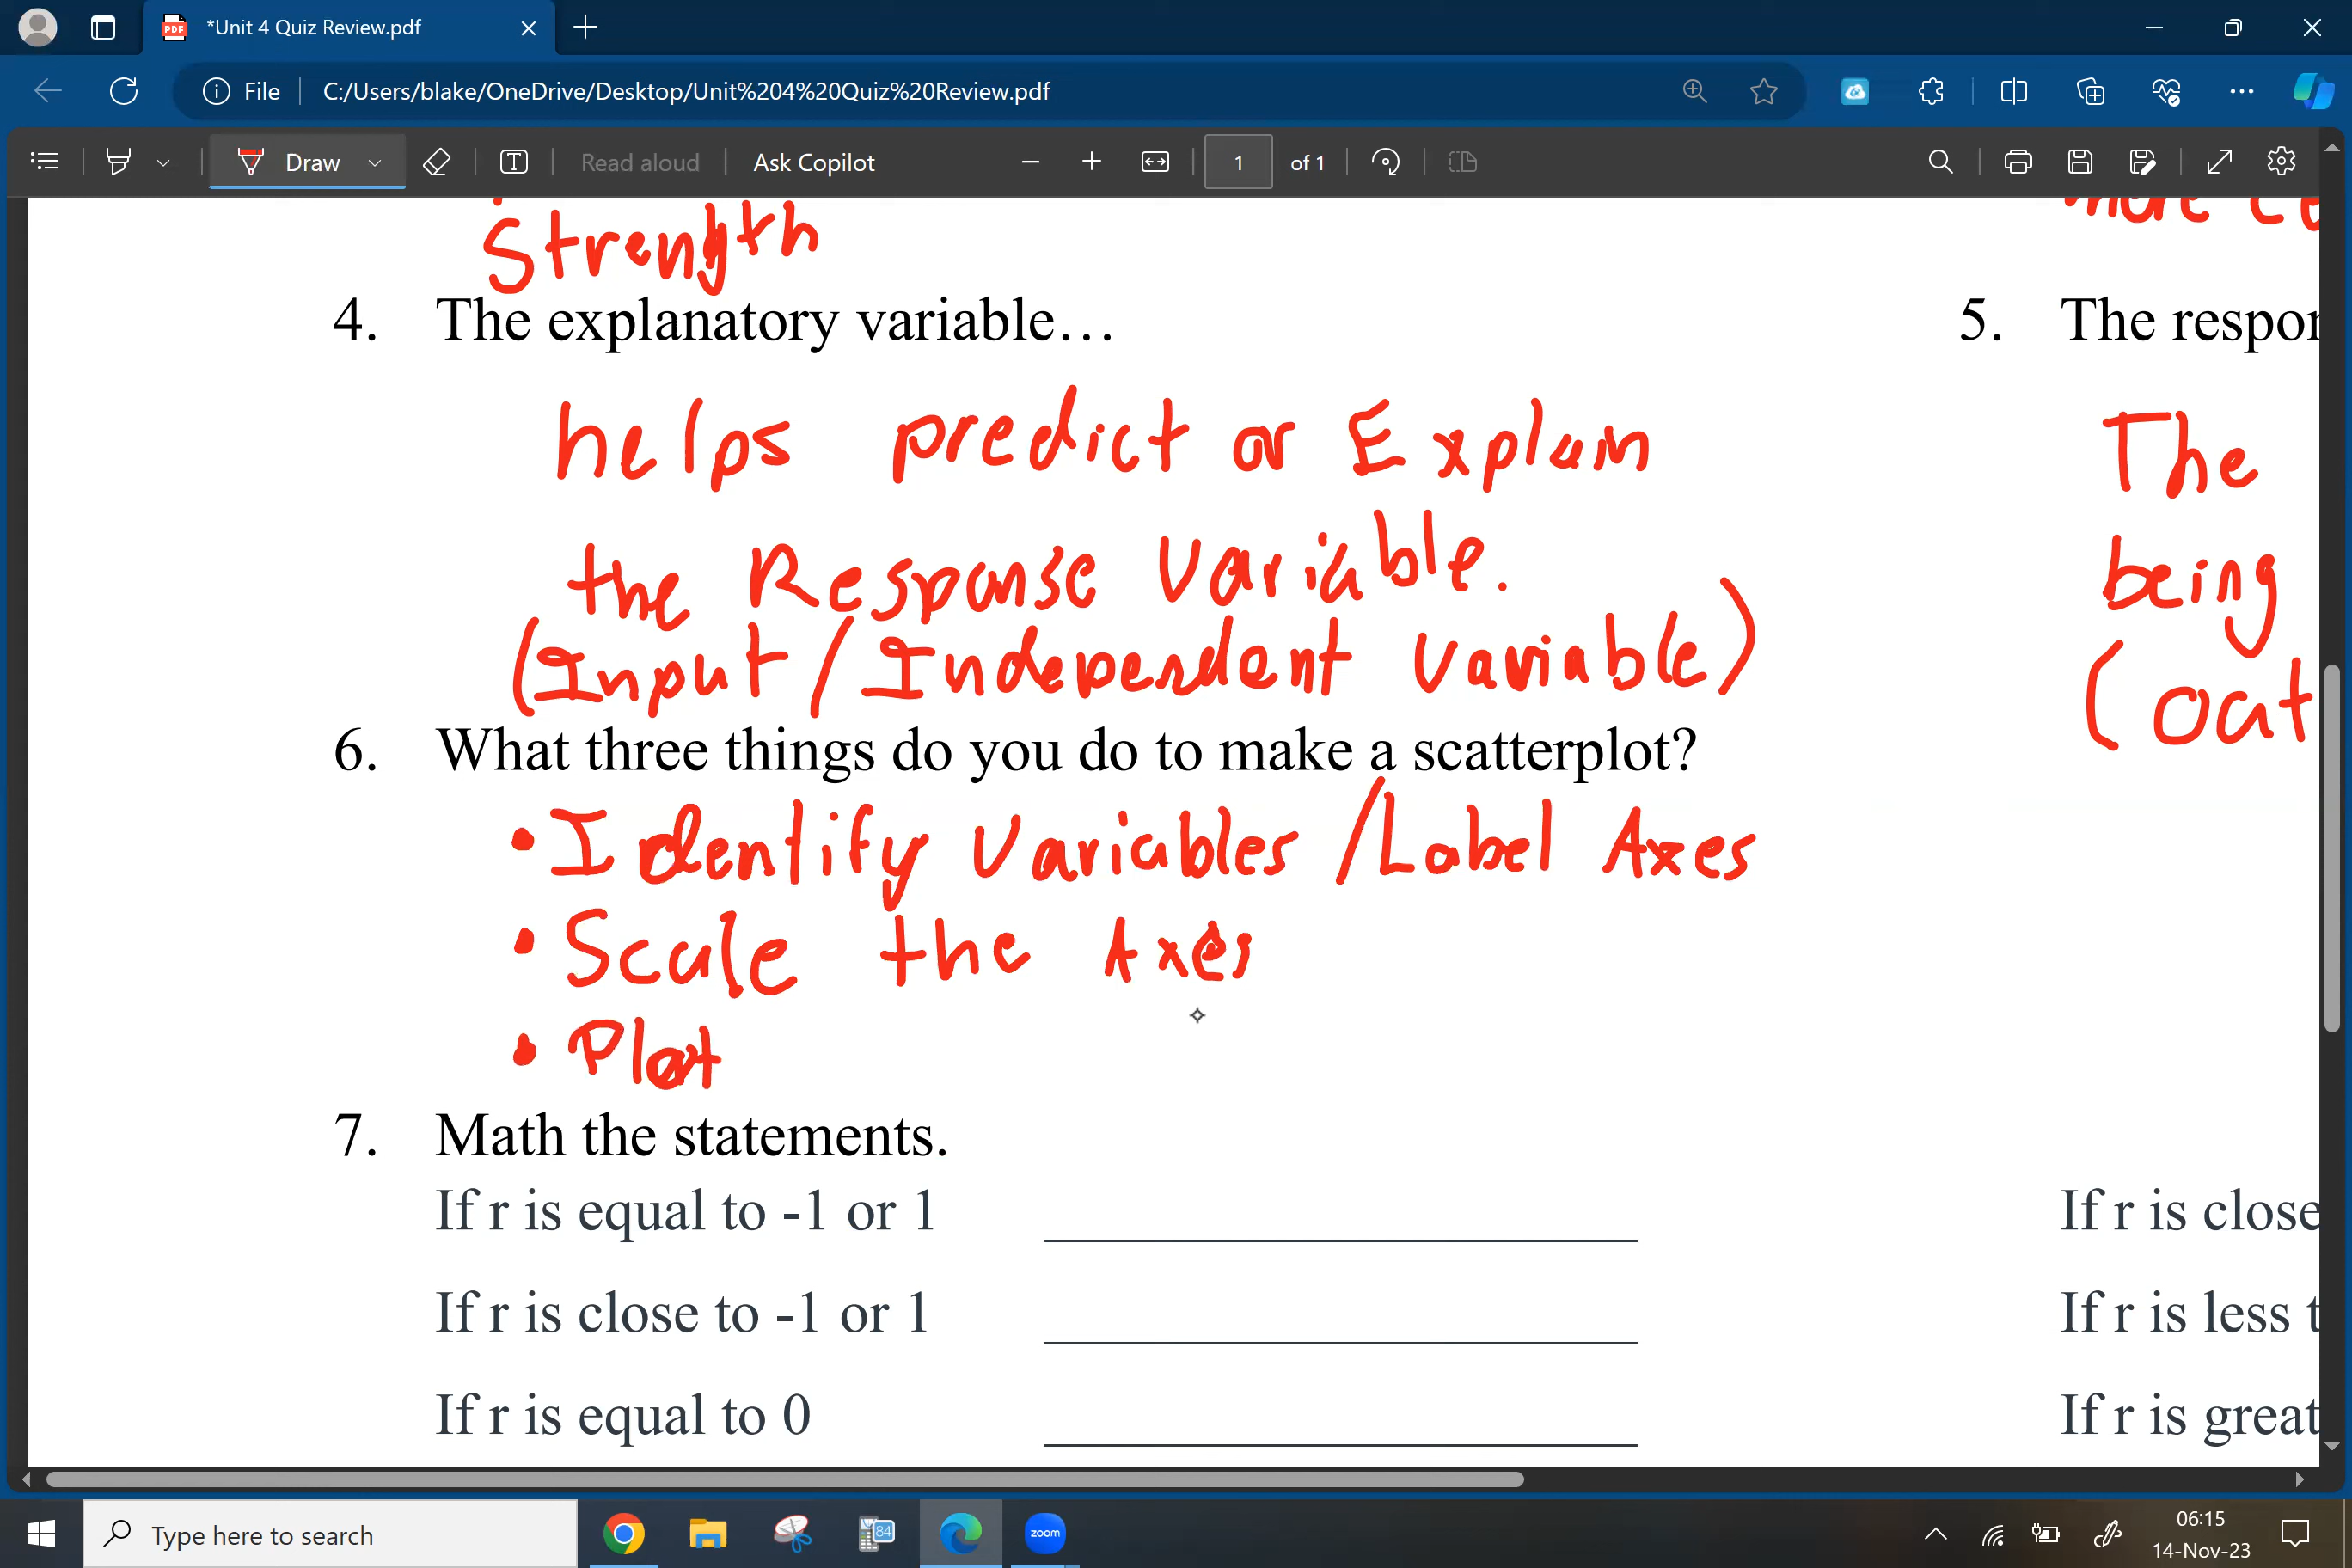 *Unit 4 Quiz Review.pdf
File C:/Users/blake/OneDrive/Desktop/Unit%204%20Quiz%20Review.pdf
Draw Read aloud Ask Copilot 1 of 1
Strength
4. The explanatory variable...
5. The respon
helps predict or Explain
the Response Variable.
(Input/Independent Variable)
The
being
(out
6. What three things do you do to make a scatterplot?
• Identify Variables / Label Axes
• Scale the Axes
• Plot
7. Math the statements.
If r is equal to -1 or 1
If r is close
If r is close to -1 or 1
If r is less t
If r is equal to 0
If r is great
Type here to search
84
zoom
06:15
14-Nov-23